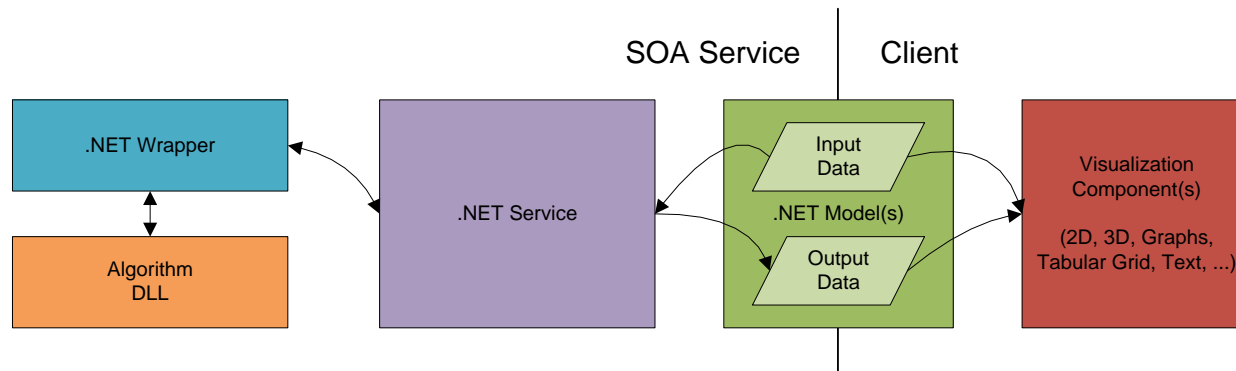 SOA Service
Client
.NET Wrapper
Algorithm
DLL
.NET Service
Input
Data
.NET Model(s)
Output
Data
Visualization
Component(s)
(2D, 3D, Graphs,
Tabular Grid, Text, ...)